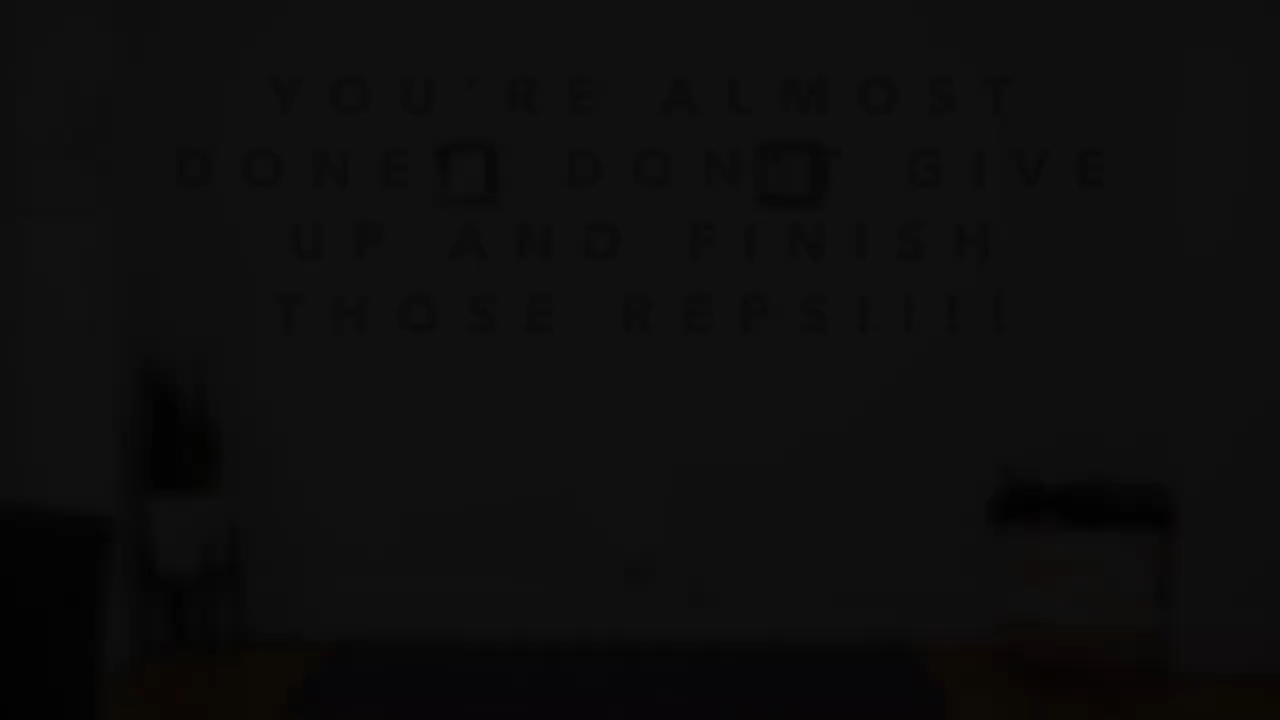 YOU'RE ALMOST
DONE! DON'T GIVE
UP AND FINISH
THOSE REPS!!!!